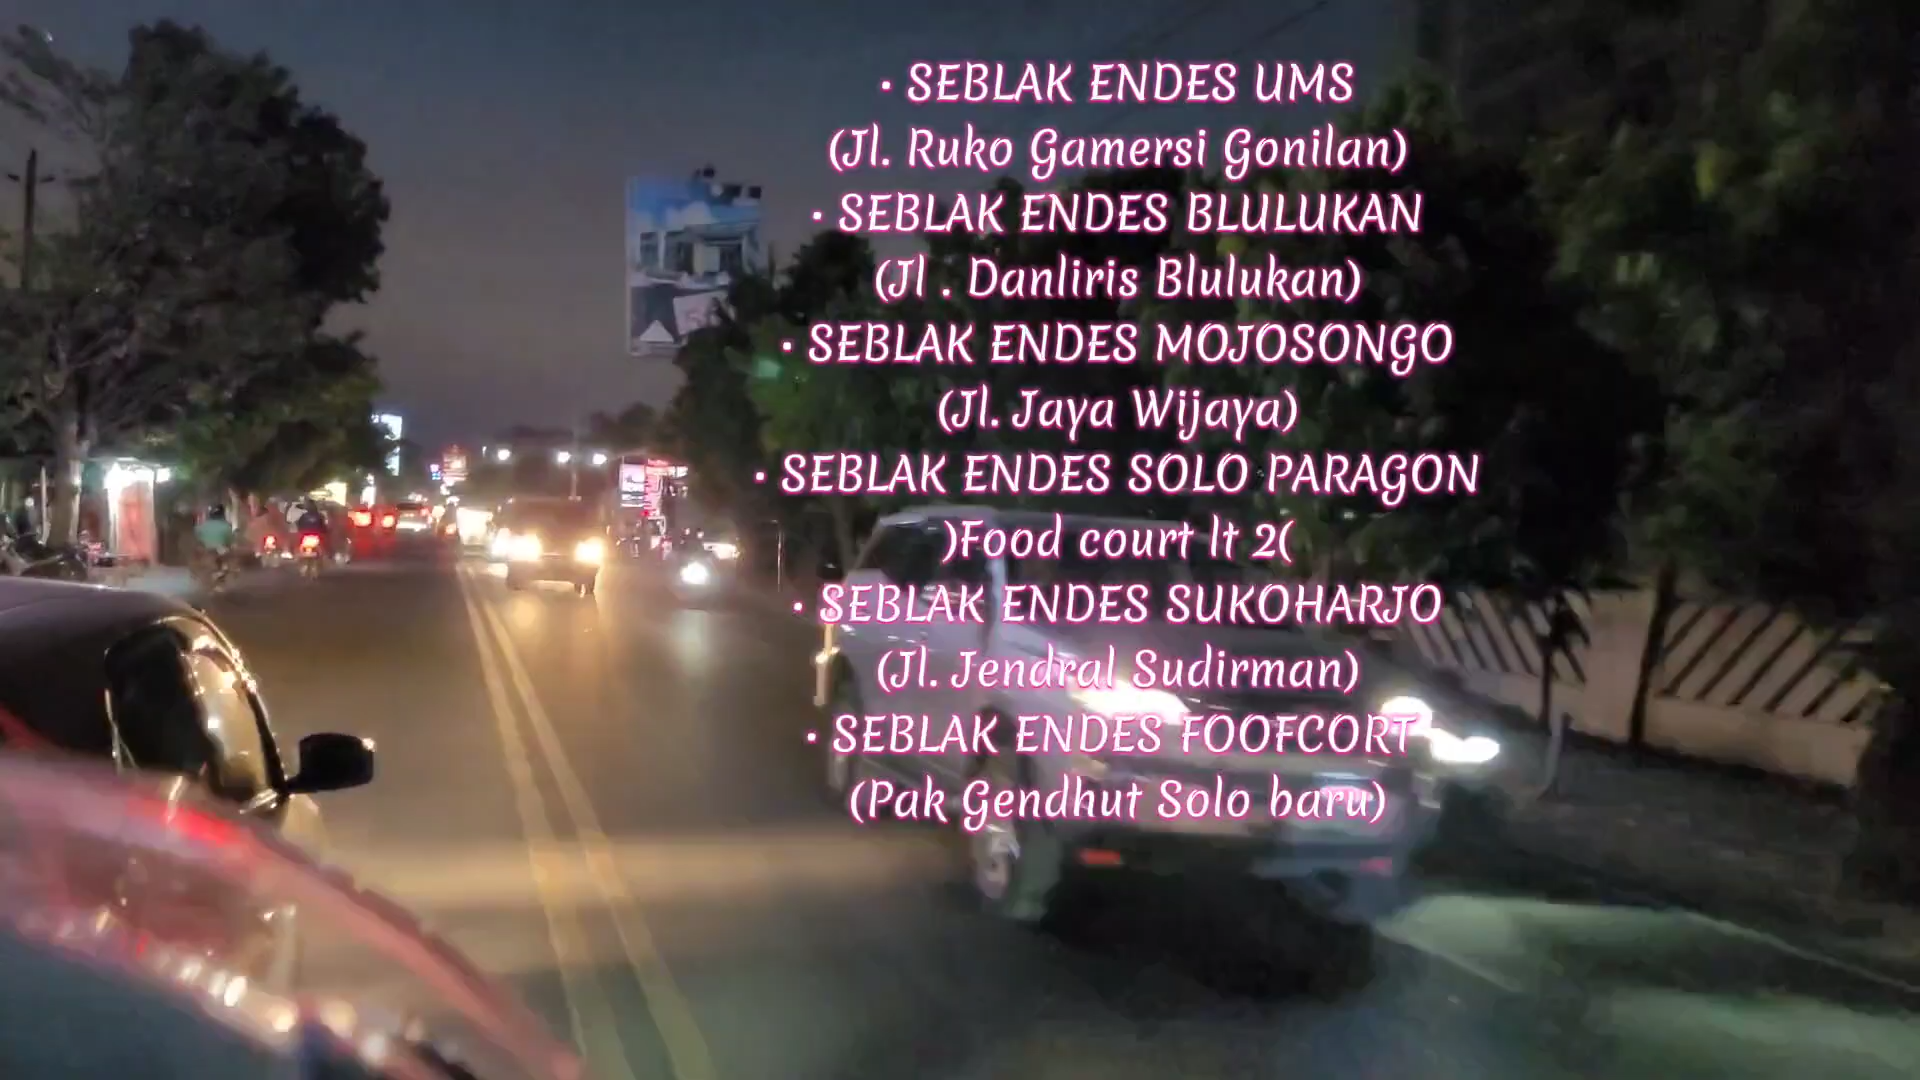 • SEBLAK ENDES UMS
(Jl. Ruko Gamersi Gonilan)
• SEBLAK ENDES BLULUKAN
(Jl . Danliris Blulukan)
• SEBLAK ENDES MOJOSONGO
(Jl. Jaya Wijaya)
• SEBLAK ENDES SOLO PARAGON
)Food court lt 2(
• SEBLAK ENDES SUKOHARJO
(Jl. Jendral Sudirman)
• SEBLAK ENDES FOOFCORT
(Pak Gendhut Solo baru)